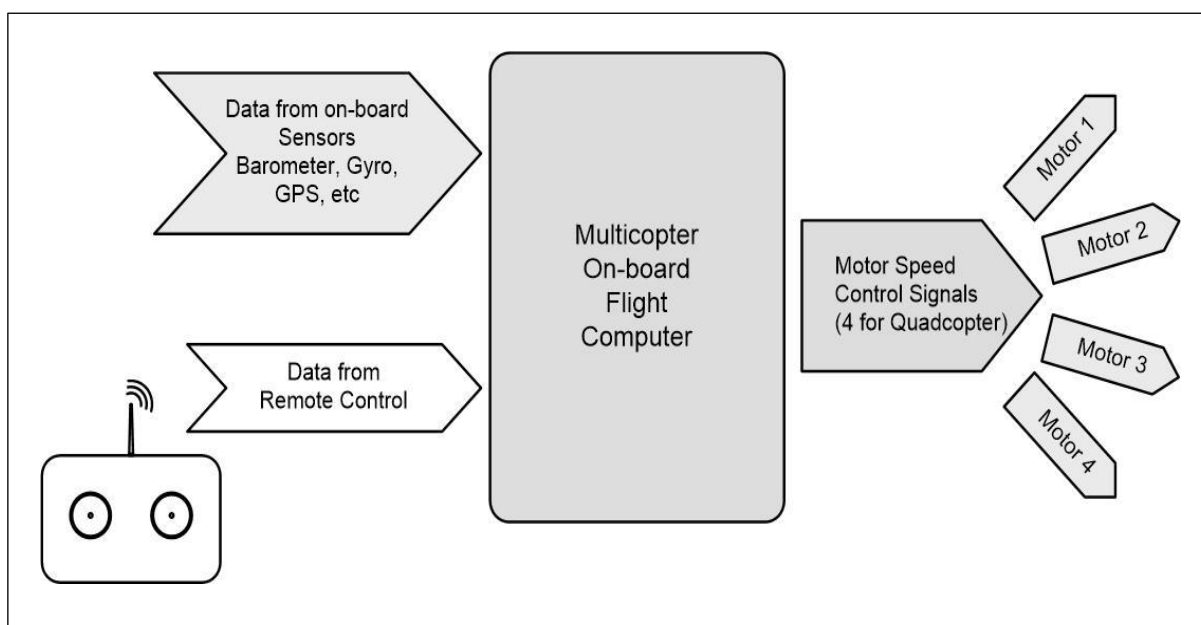 Data from on-board
Sensors
Barometer, Gyro,
GPS, etc
Data from
Remote Control
Multicopter
On-board
Flight
Computer
Motor Speed
Control Signals
(4 for Quadcopter)
Motor 1
Motor 2
Motor 3
Motor 4